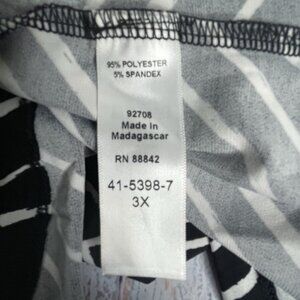 95% POLYESTER
5% SPANDEX
92708
Made In
Madagascar
RN 88842
41-5398-7
3X